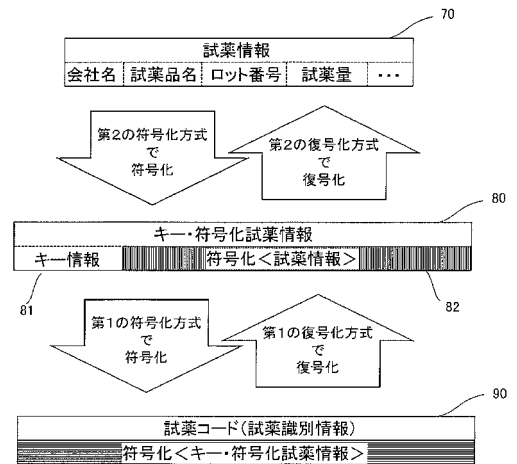 70
試薬情報
会社名 試薬品名 ロット番号 試薬量 ・・・
第2の符号化方式
で
符号化
第2の復号化方式
で
復号化
80
キー・符号化試薬情報
キー情報 符号化<試薬情報>
81
82
第1の符号化方式
で
符号化
第1の復号化方式
で
復号化
90
試薬コード(試薬識別情報)
符号化<キー・符号化試薬情報>